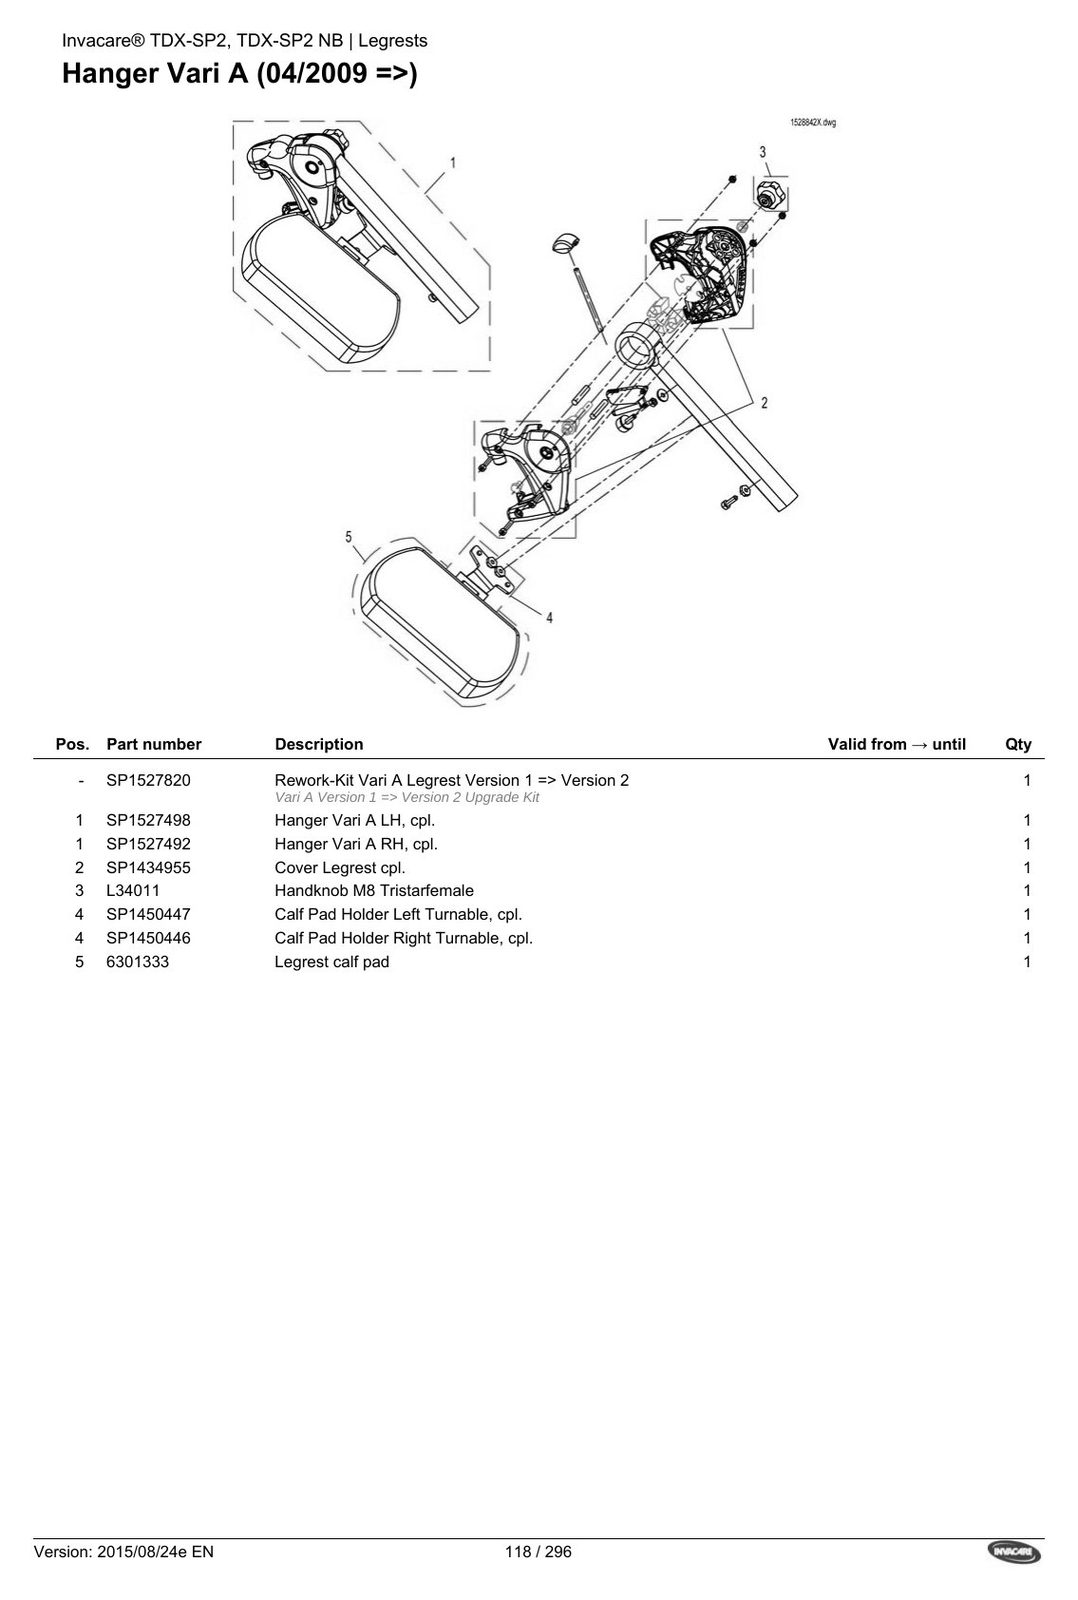 Invacare® TDX-SP2, TDX-SP2 NB | Legrests
Hanger Vari A (04/2009 =>)
1528842X.dwg
3
1
2
5
4
Pos. Part number Description Valid from → until Qty
- SP1527820 Rework-Kit Vari A Legrest Version 1 => Version 2 1
Vari A Version 1 => Version 2 Upgrade Kit
1 SP1527498 Hanger Vari A LH, cpl. 1
1 SP1527492 Hanger Vari A RH, cpl. 1
2 SP1434955 Cover Legrest cpl. 1
3 L34011 Handknob M8 Tristarfemale 1
4 SP1450447 Calf Pad Holder Left Turnable, cpl. 1
4 SP1450446 Calf Pad Holder Right Turnable, cpl. 1
5 6301333 Legrest calf pad 1
Version: 2015/08/24e EN 118 / 296 INVACARE